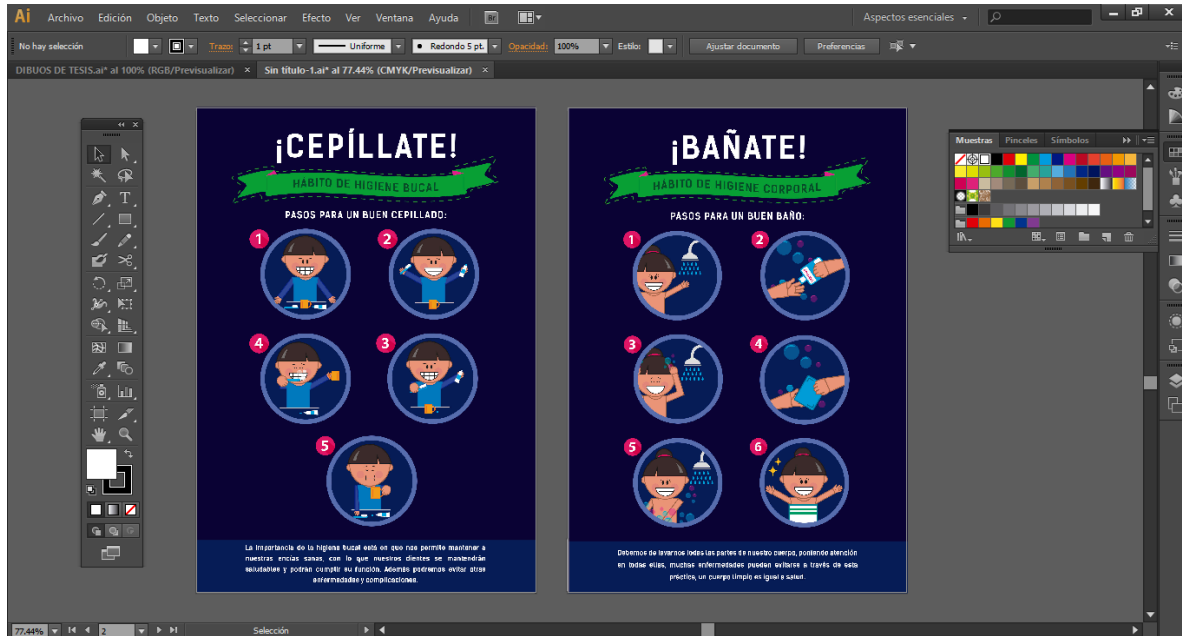 Ai Archivo Edición Objeto Texto Seleccionar Efecto Ver Ventana Ayuda Br Aspectos esenciales
No hay selección Trazo: 1 pt Uniforme Redondo 5 pt. Opacidad: 100% Estilo: Ajustar documento Preferencias
DIBUOS DE TESIS.ai* al 100% (RGB/Previsualizar) × Sin título-1.ai* al 77.44% (CMYK/Previsualizar) ×
¡CEPÍLLATE!
HÁBITO DE HIGIENE BUCAL
PASOS PARA UN BUEN CEPILLADO:
1
2
4
3
5
La importancia de la higiene bucal está en que nos permite mantener a
nuestras encías sanas, con lo que nuestros dientes se mantendrán
saludables y podrán cumplir su función. Además podremos evitar otras
enfermedades y complicaciones.
¡BAÑATE!
HÁBITO DE HIGIENE CORPORAL
PASOS PARA UN BUEN BAÑO:
1
2
3
4
5
6
Debemos de lavarnos todas las partes de nuestro cuerpo, poniendo atención
en todas ellas, muchas enfermedades pueden evitarse a través de esta
práctica, un cuerpo limpio es igual a salud.
Muestras Pinceles Símbolos
77.44% 2 Selección